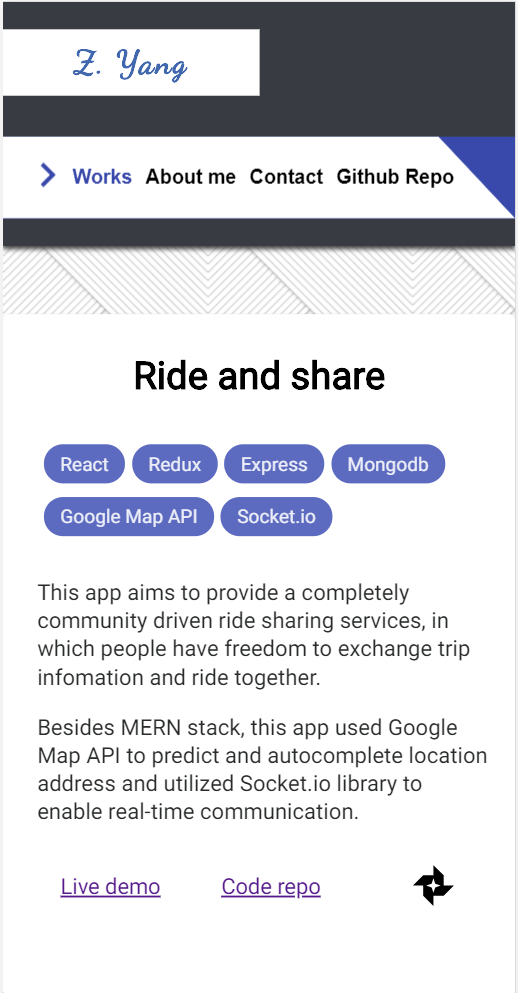 Z. Yang
Works About me Contact Github Repo
Ride and share
React Redux Express Mongodb
Google Map API Socket.io
This app aims to provide a completely
community driven ride sharing services, in
which people have freedom to exchange trip
infomation and ride together.
Besides MERN stack, this app used Google
Map API to predict and autocomplete location
address and utilized Socket.io library to
enable real-time communication.
Live demo Code repo